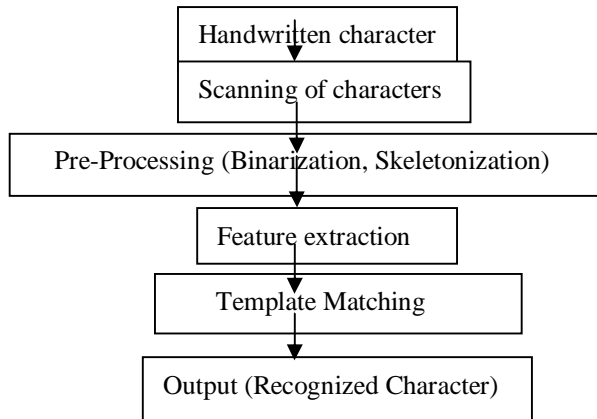 Handwritten character
Scanning of characters
Pre-Processing (Binarization, Skeletonization)
Feature extraction
Template Matching
Output (Recognized Character)